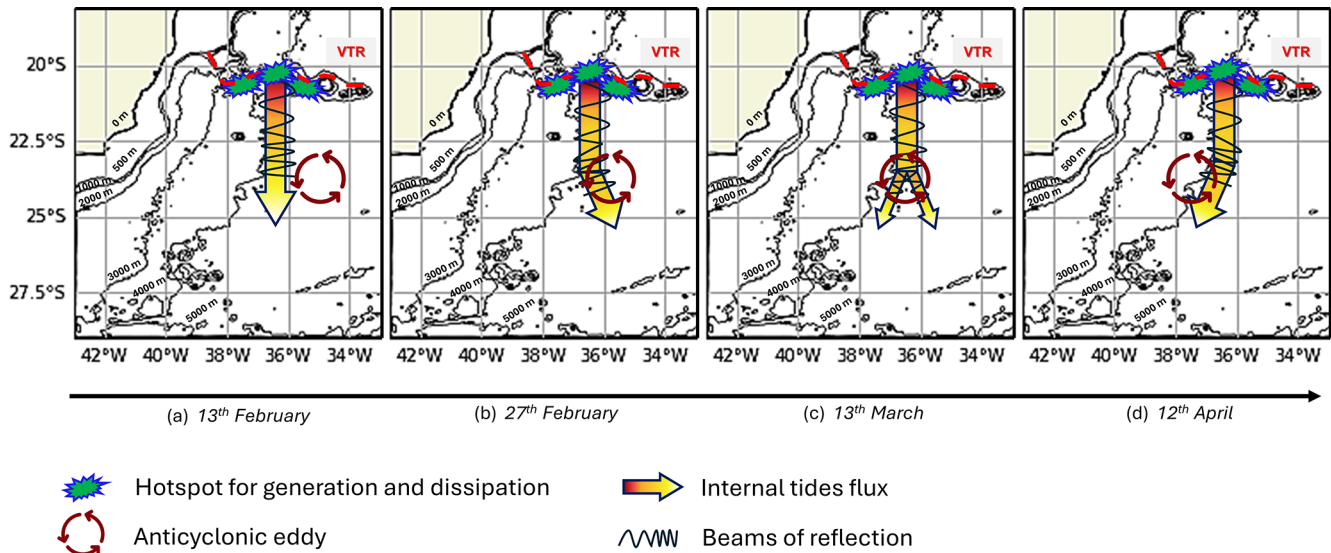 VTR
VTR
VTR
VTR
20°S
22.5°S
25°S
27.5°S
0 m
500 m
1000 m
2000 m
3000 m
4000 m
5000 m
0 m
500 m
1000 m
2000 m
3000 m
4000 m
5000 m
0 m
500 m
1000 m
2000 m
3000 m
4000 m
5000 m
0 m
500 m
1000 m
2000 m
3000 m
4000 m
5000 m
42°W 40°W 38°W 36°W 34°W
42°W 40°W 38°W 36°W 34°W
42°W 40°W 38°W 36°W 34°W
42°W 40°W 38°W 36°W 34°W
(a) 13th February
(b) 27th February
(c) 13th March
(d) 12th April
Hotspot for generation and dissipation
Internal tides flux
Anticyclonic eddy
Beams of reflection